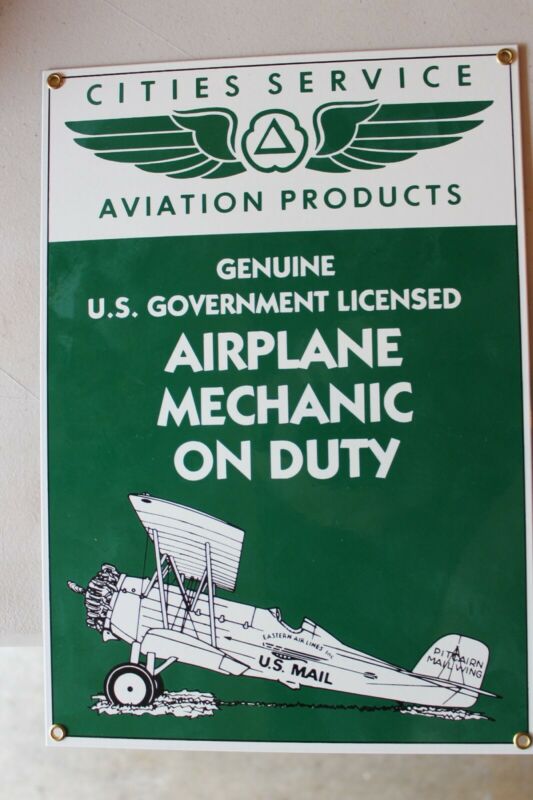 CITIES SERVICE
AVIATION PRODUCTS
GENUINE
U.S. GOVERNMENT LICENSED
AIRPLANE
MECHANIC
ON DUTY
EASTERN AIR LINES Inc
U.S. MAIL
PITCAIRN
MAILWING